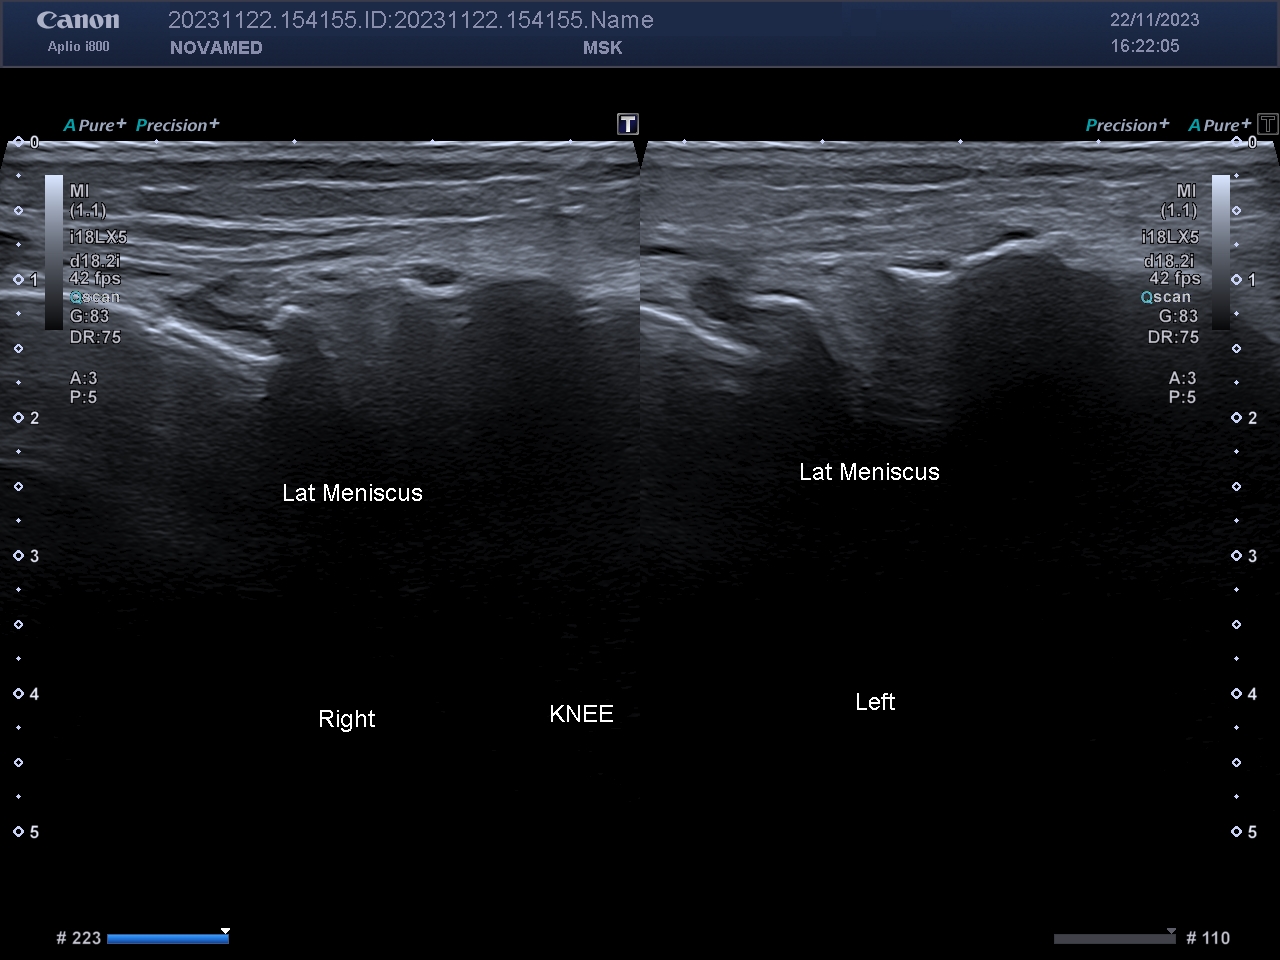 Canon
Aplio i800
20231122.154155.ID:20231122.154155.Name
NOVAMED
MSK
22/11/2023
16:22:05
A Pure+ Precision+
T
Precision+ A Pure+
T
0
1
2
3
4
5
MI
(1.1)
i18LX5
d18.2i
42 fps
Qscan
G:83
DR:75
A:3
P:5
Lat Meniscus
Right
KNEE
# 223
0
1
2
3
4
5
MI
(1.1)
i18LX5
d18.2i
42 fps
Qscan
G:83
DR:75
A:3
P:5
Lat Meniscus
Left
# 110